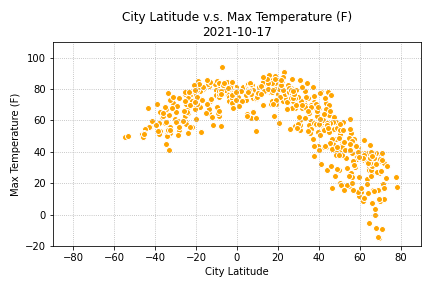 City Latitude v.s. Max Temperature (F)
2021-10-17
Max Temperature (F)
100
80
60
40
20
0
−20
−80 −60 −40 −20 0 20 40 60 80
City Latitude